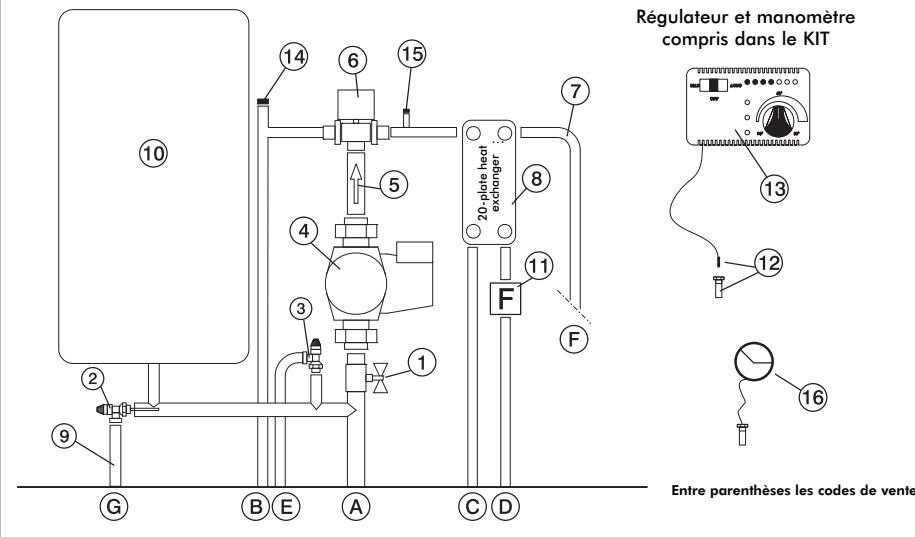 Régulateur et manomètre
compris dans le KIT
14
6
15
7
10
5
20-plate heat
exchanger
8
13
4
11
12
F
3
F
1
2
16
9
Entre parenthèses les codes de vente
G
B
E
A
C
D